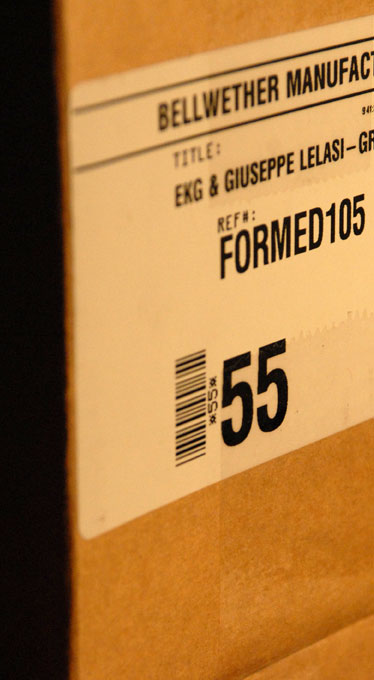 BELLWETHER MANUFACT
TITLE:
EKG & GIUSEPPE LELASI-GR
REF#:
FORMED105
*55*
55